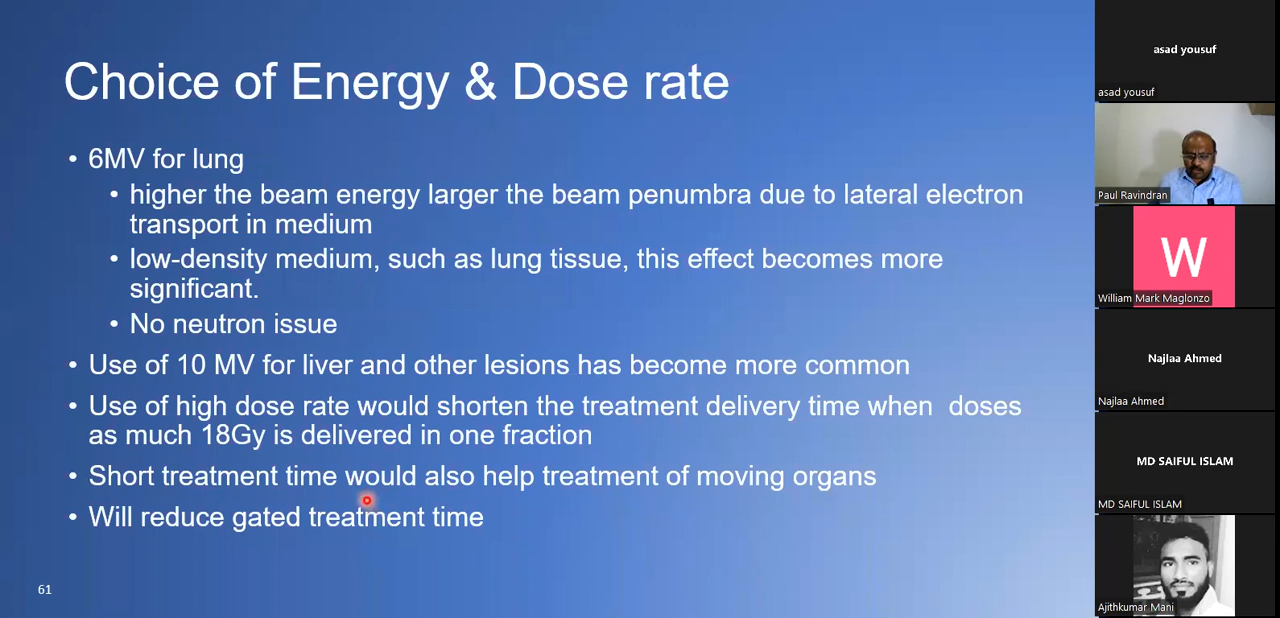 Choice of Energy & Dose rate
• 6MV for lung
• higher the beam energy larger the beam penumbra due to lateral electron
transport in medium
• low-density medium, such as lung tissue, this effect becomes more
significant.
• No neutron issue
• Use of 10 MV for liver and other lesions has become more common
• Use of high dose rate would shorten the treatment delivery time when  doses
as much 18Gy is delivered in one fraction
• Short treatment time would also help treatment of moving organs
• Will reduce gated treatment time
61
asad yousuf
asad yousuf
Paul Ravindran
W
William Mark Maglonzo
Najlaa Ahmed
Najlaa Ahmed
MD SAIFUL ISLAM
MD SAIFUL ISLAM
Ajithkumar Mani